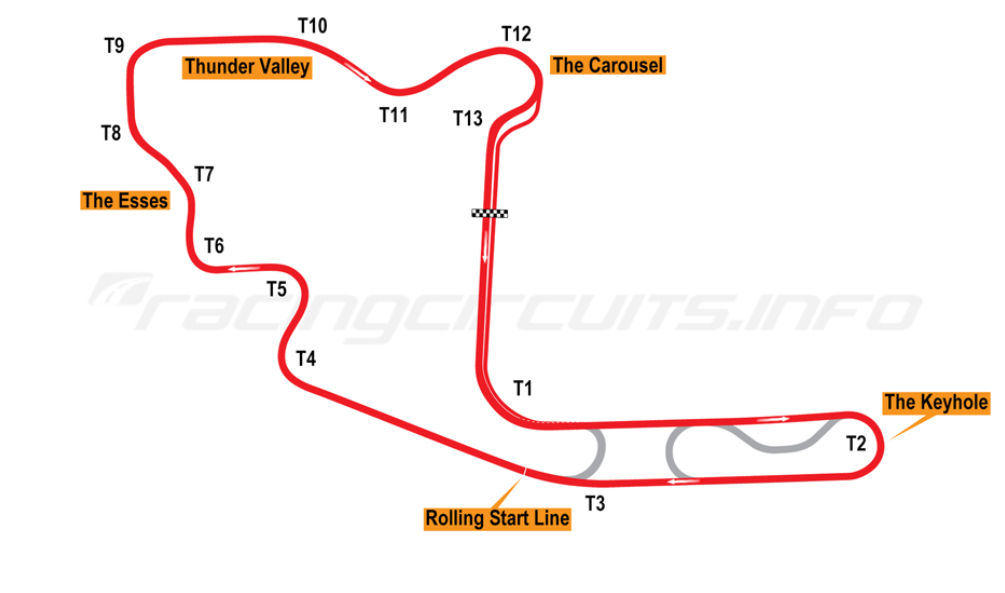 T10
T12
T9
Thunder Valley
The Carousel
T11
T13
T8
T7
The Esses
T6
T5
racingcircuits.info
T4
T1
The Keyhole
T2
T3
Rolling Start Line